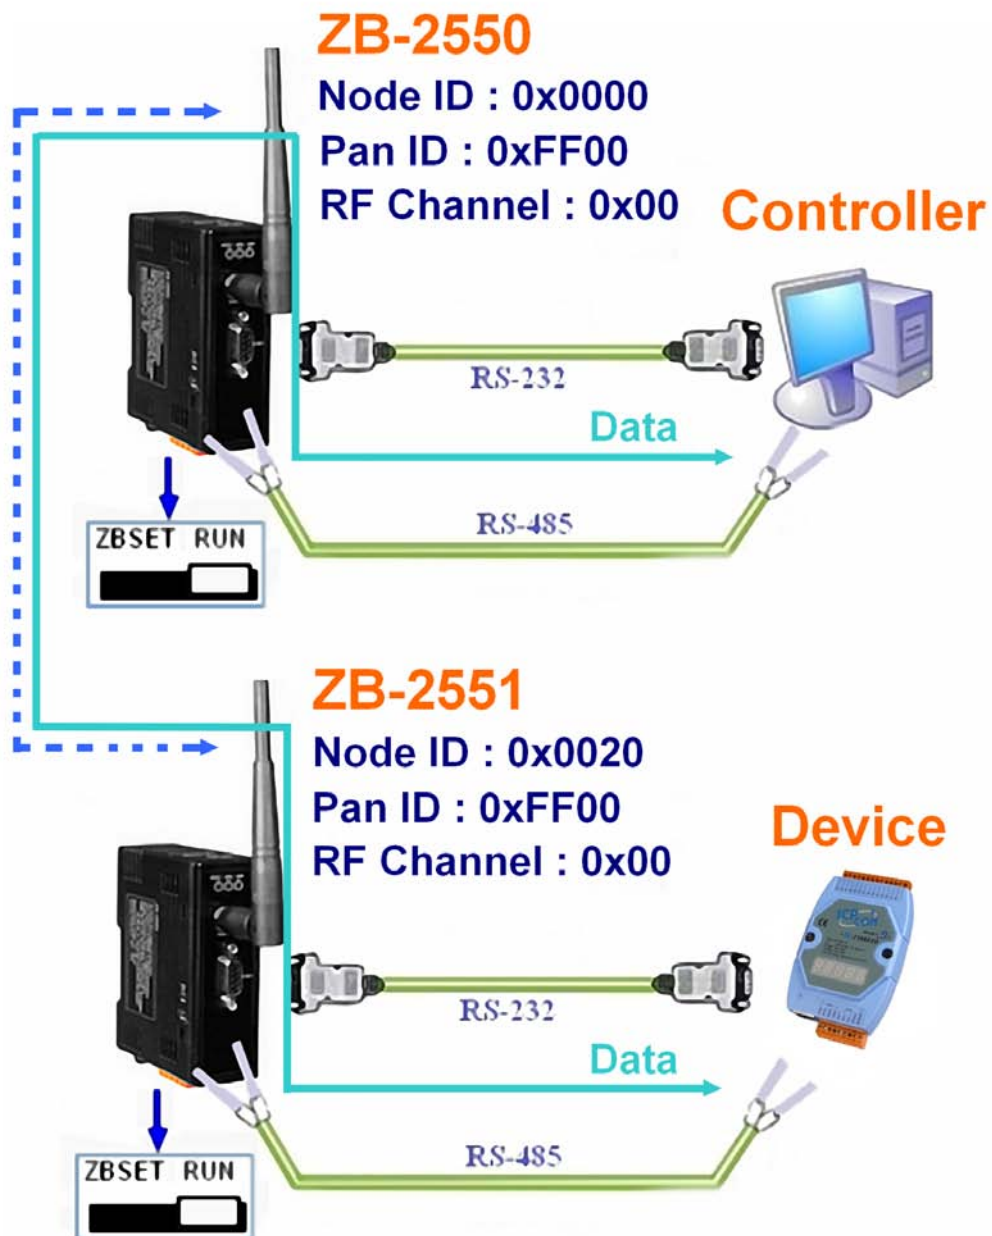 ZB-2550
Node ID : 0x0000
Pan ID : 0xFF00
RF Channel : 0x00
Controller
RS-232
Data
RS-485
ZBSET RUN
ZB-2551
Node ID : 0x0020
Pan ID : 0xFF00
RF Channel : 0x00
Device
ICP
CON
RS-232
Data
RS-485
ZBSET RUN